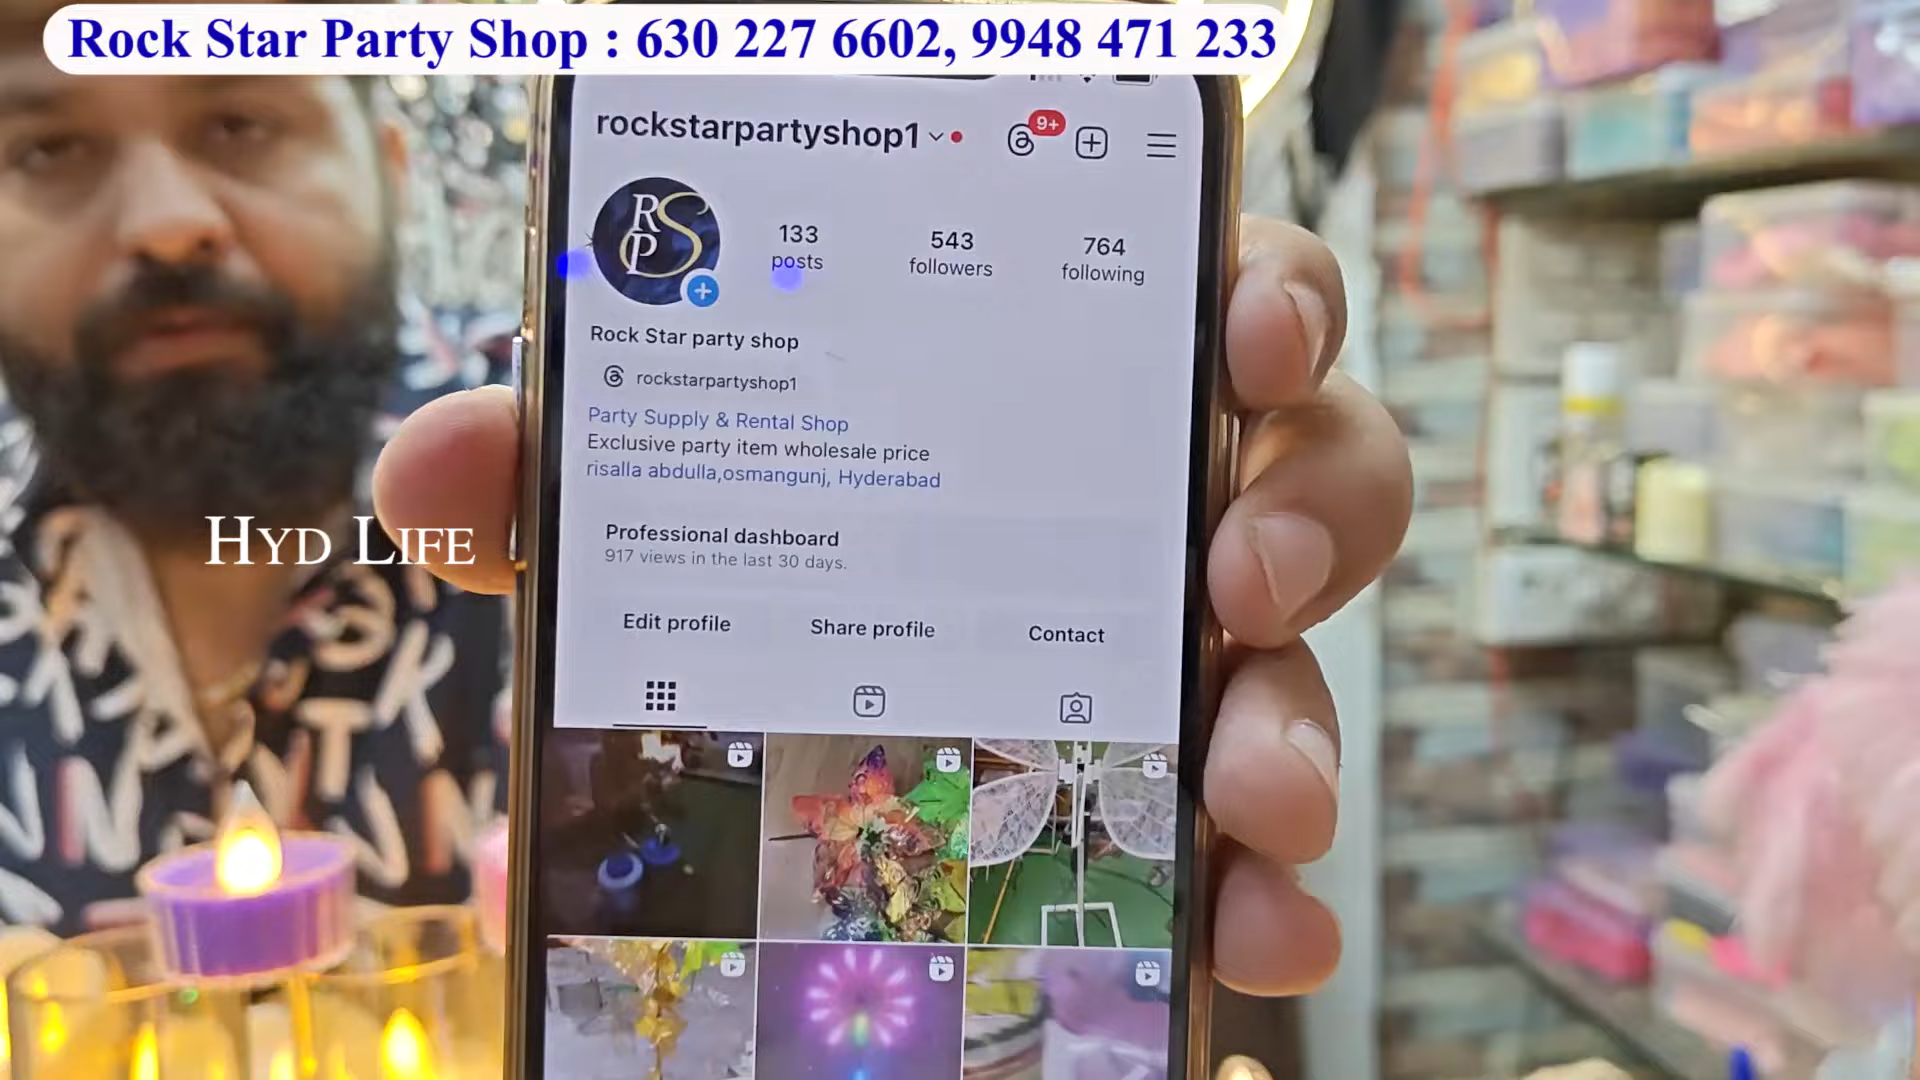 Rock Star Party Shop : 630 227 6602, 9948 471 233
rockstarpartyshop1
9+
RPS
133
posts
543
followers
764
following
Rock Star party shop
rockstarpartyshop1
Party Supply & Rental Shop
Exclusive party item wholesale price
risalla abdulla,osmangunj, Hyderabad
HYD LIFE
Professional dashboard
917 views in the last 30 days.
Edit profile
Share profile
Contact